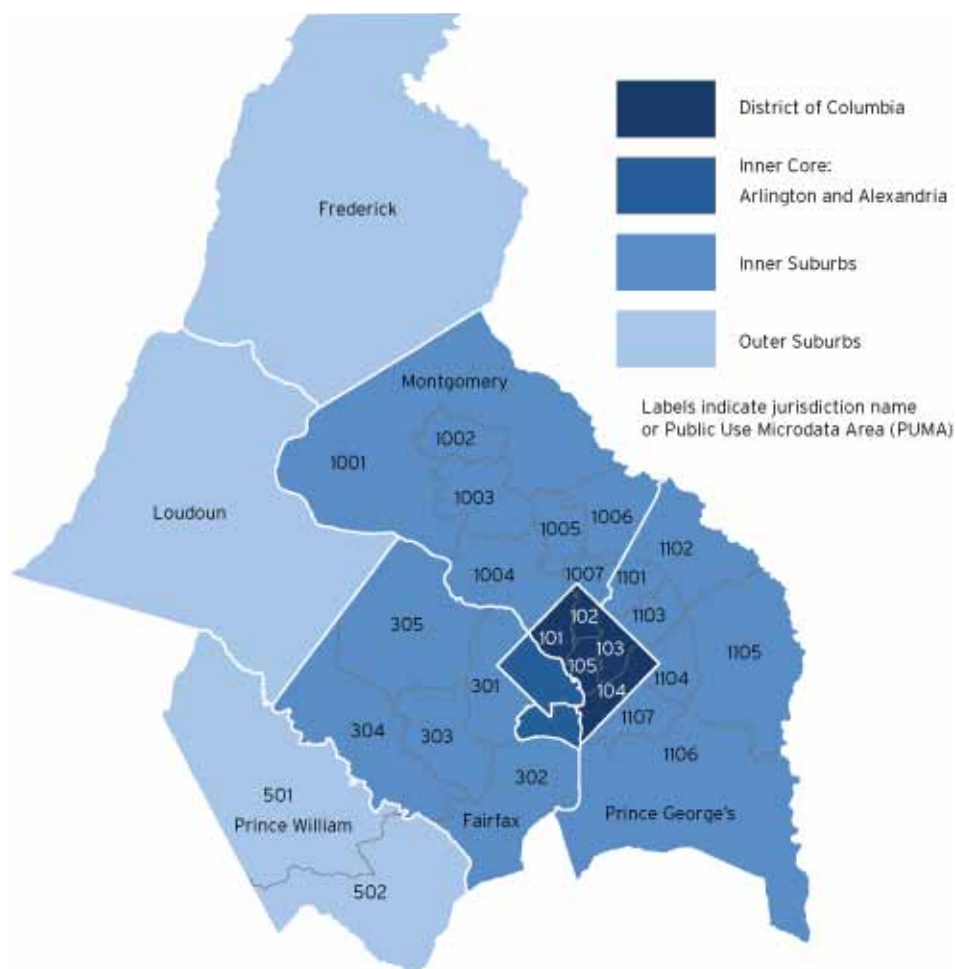 District of Columbia
Inner Core:
Arlington and Alexandria
Frederick
Inner Suburbs
Outer Suburbs
Labels indicate jurisdiction name
or Public Use Microdata Area (PUMA)
Montgomery
1002
1001
1003
Loudoun
1006
1005
1102
1004
1007
1101
102
1103
305
101
103
1105
105
301
1104
104
1107
304
303
1106
302
501
Prince George's
Fairfax
Prince William
502